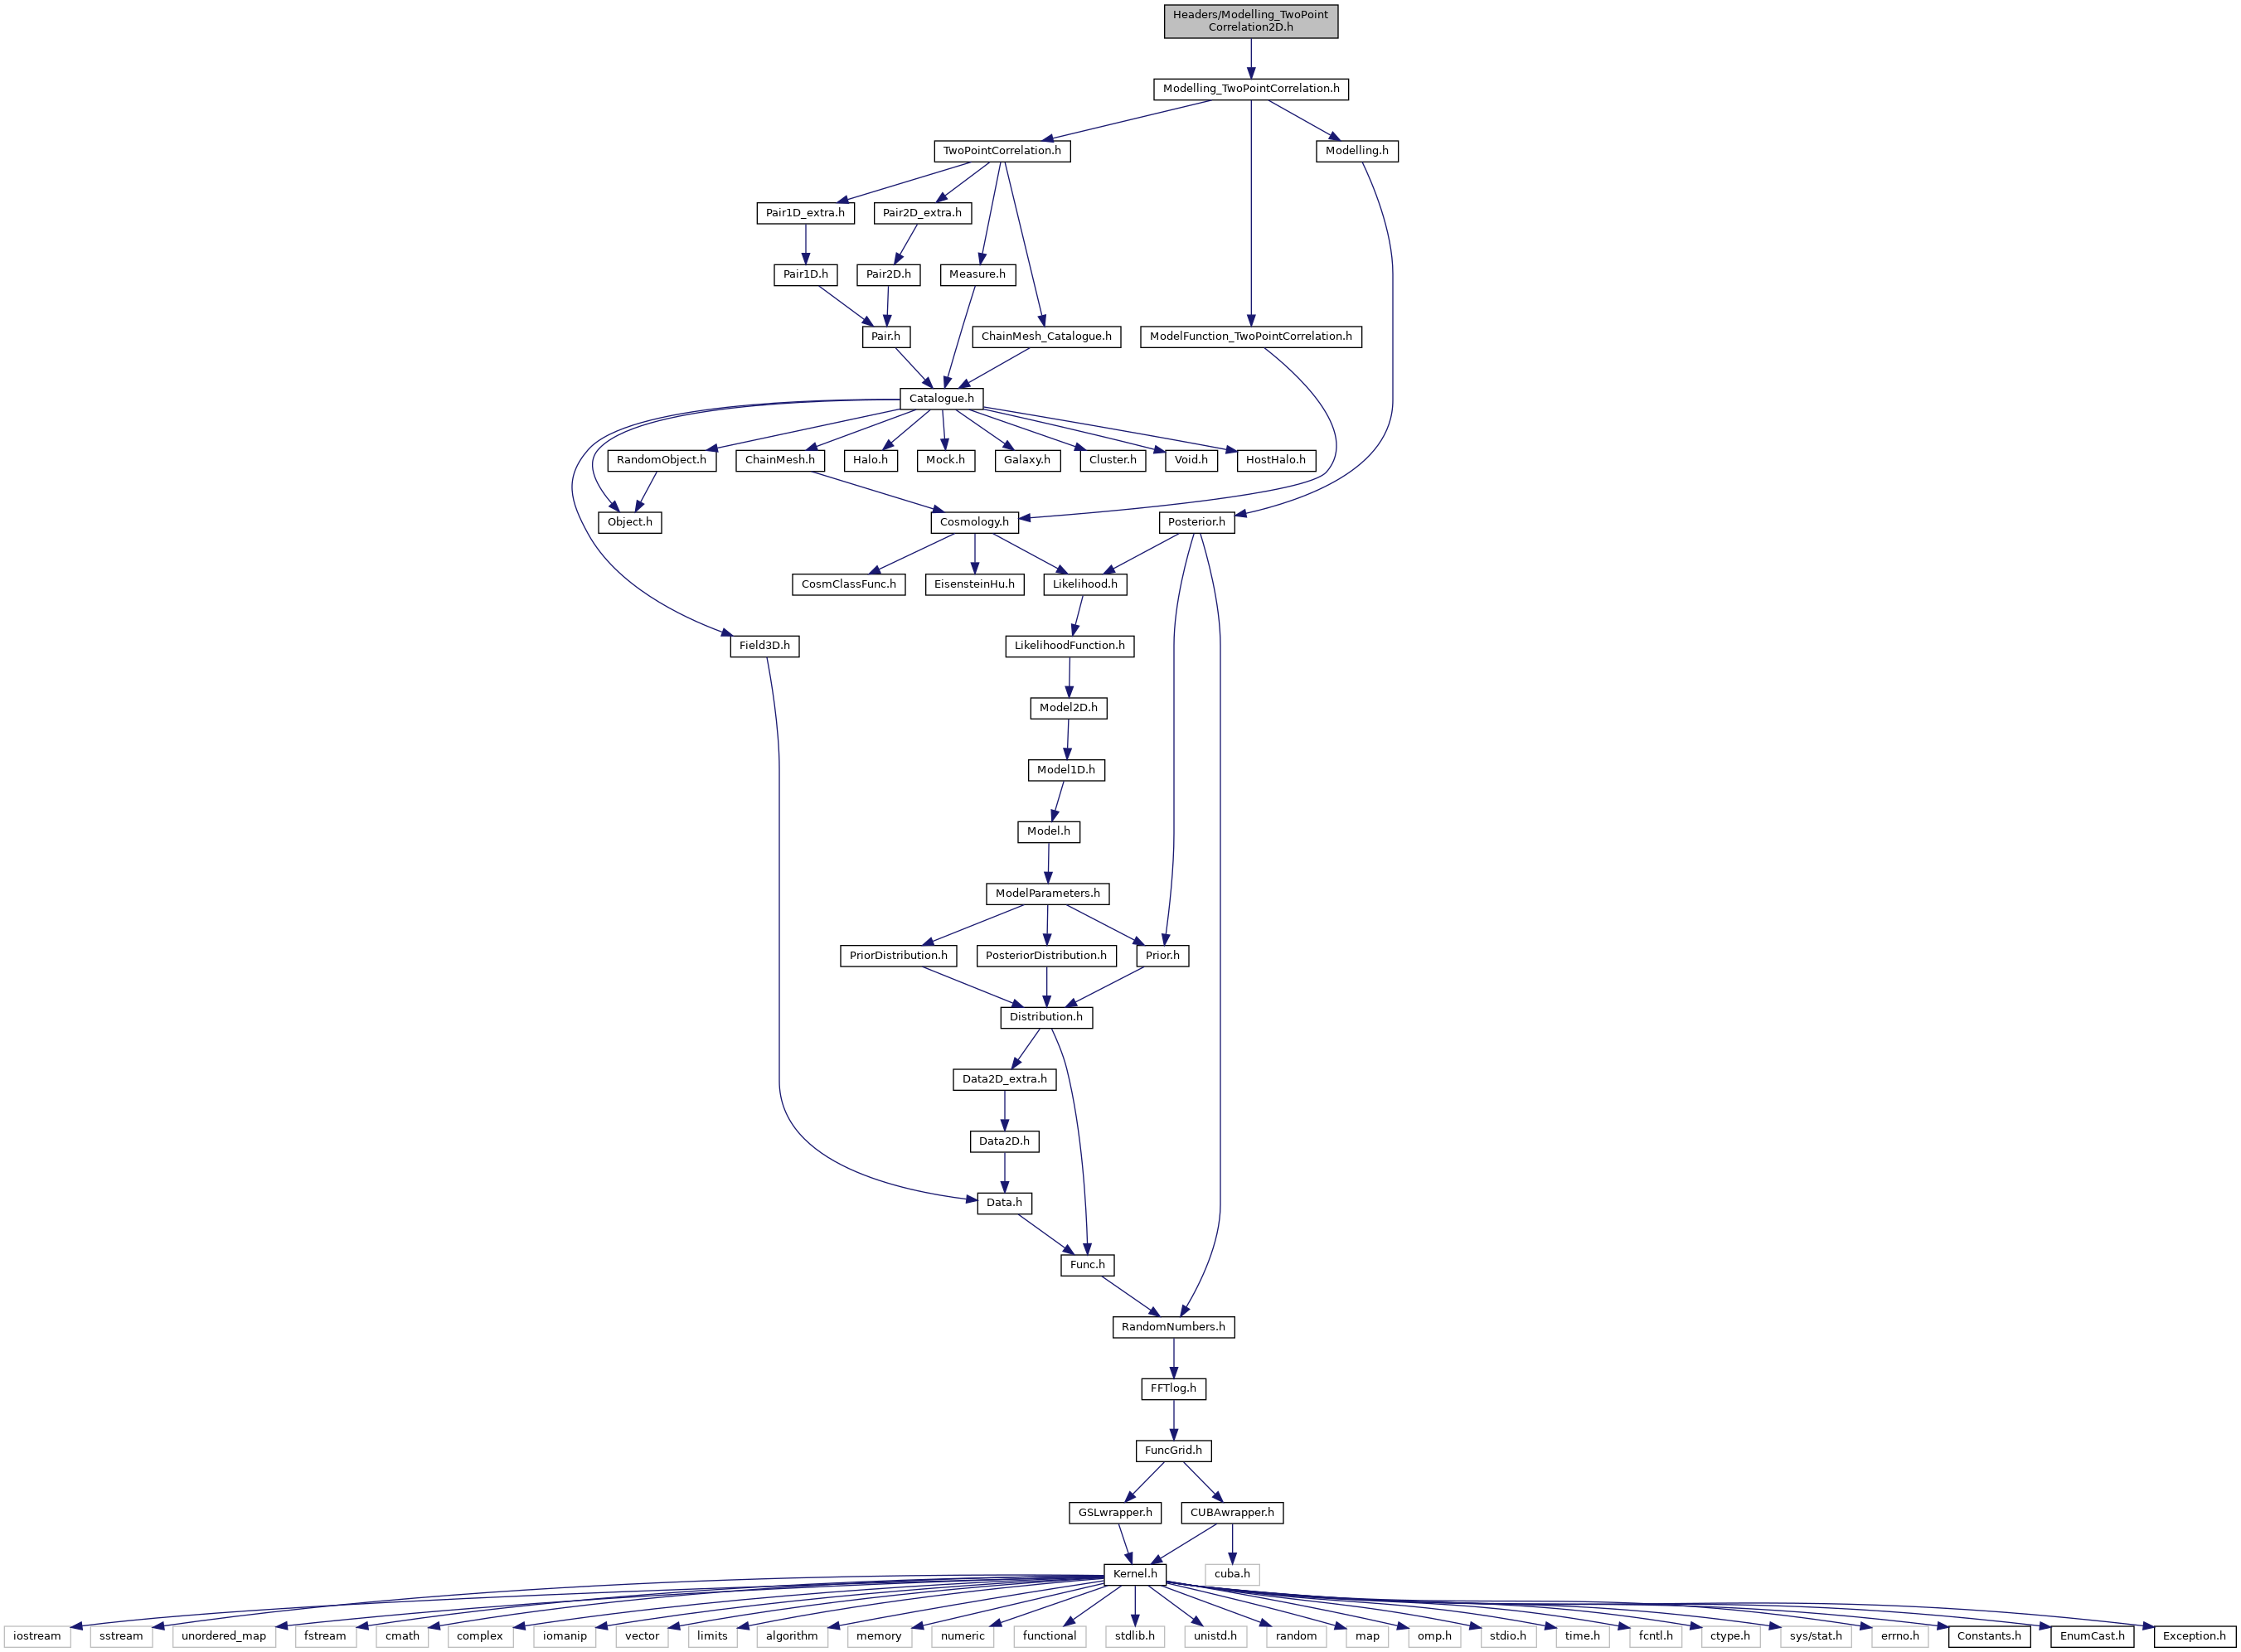 Headers/Modelling_TwoPoint
Correlation2D.h
Modelling_TwoPointCorrelation.h
TwoPointCorrelation.h
Modelling.h
Pair1D_extra.h
Pair2D_extra.h
Pair1D.h
Pair2D.h
Measure.h
Pair.h
ChainMesh_Catalogue.h
ModelFunction_TwoPointCorrelation.h
Catalogue.h
RandomObject.h
ChainMesh.h
Halo.h
Mock.h
Galaxy.h
Cluster.h
Void.h
HostHalo.h
Object.h
Cosmology.h
Posterior.h
CosmClassFunc.h
EisensteinHu.h
Likelihood.h
Field3D.h
LikelihoodFunction.h
Model2D.h
Model1D.h
Model.h
ModelParameters.h
PriorDistribution.h
PosteriorDistribution.h
Prior.h
Distribution.h
Data2D_extra.h
Data2D.h
Data.h
Func.h
RandomNumbers.h
FFTlog.h
FuncGrid.h
GSLwrapper.h
CUBAwrapper.h
Kernel.h
cuba.h
iostream
sstream
unordered_map
fstream
cmath
complex
iomanip
vector
limits
algorithm
memory
numeric
functional
stdlib.h
unistd.h
random
map
omp.h
stdio.h
time.h
fcntl.h
ctype.h
sys/stat.h
errno.h
Constants.h
EnumCast.h
Exception.h